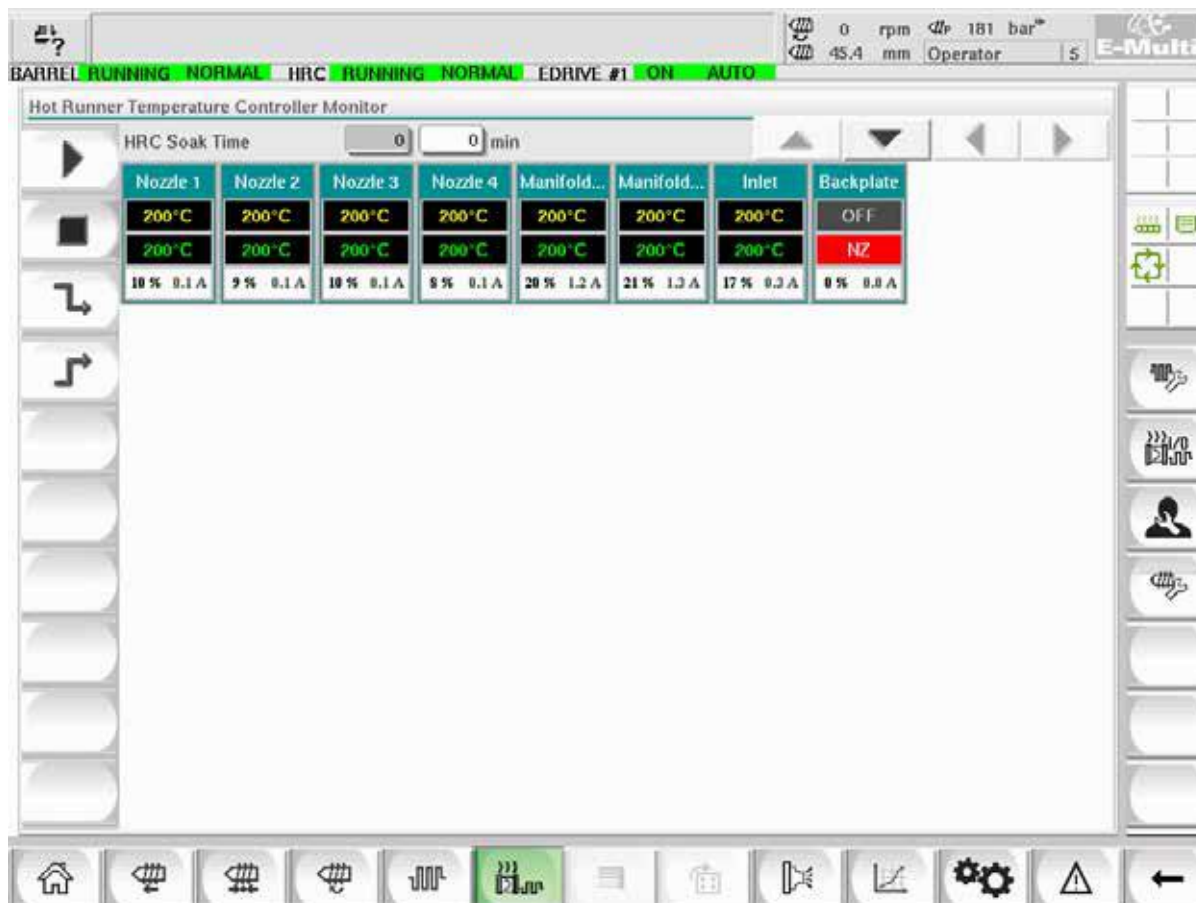 0 rpm 181 bar
45.4 mm Operator 5 E-Multi
BARREL RUNNING NORMAL HRC RUNNING NORMAL EDRIVE #1 ON AUTO
Hot Runner Temperature Controller Monitor
HRC Soak Time 0 0 min
Nozzle 1 Nozzle 2 Nozzle 3 Nozzle 4 Manifold... Manifold... Inlet Backplate
200°C 200°C 200°C 200°C 200°C 200°C 200°C OFF
200°C 200°C 200°C 200°C 200°C 200°C 200°C NZ
10 % 0.1 A 9 % 0.1 A 10 % 0.1 A 8 % 0.1 A 20 % 1.2 A 21 % 1.3 A 17 % 0.3 A 0 % 0.0 A
I/O